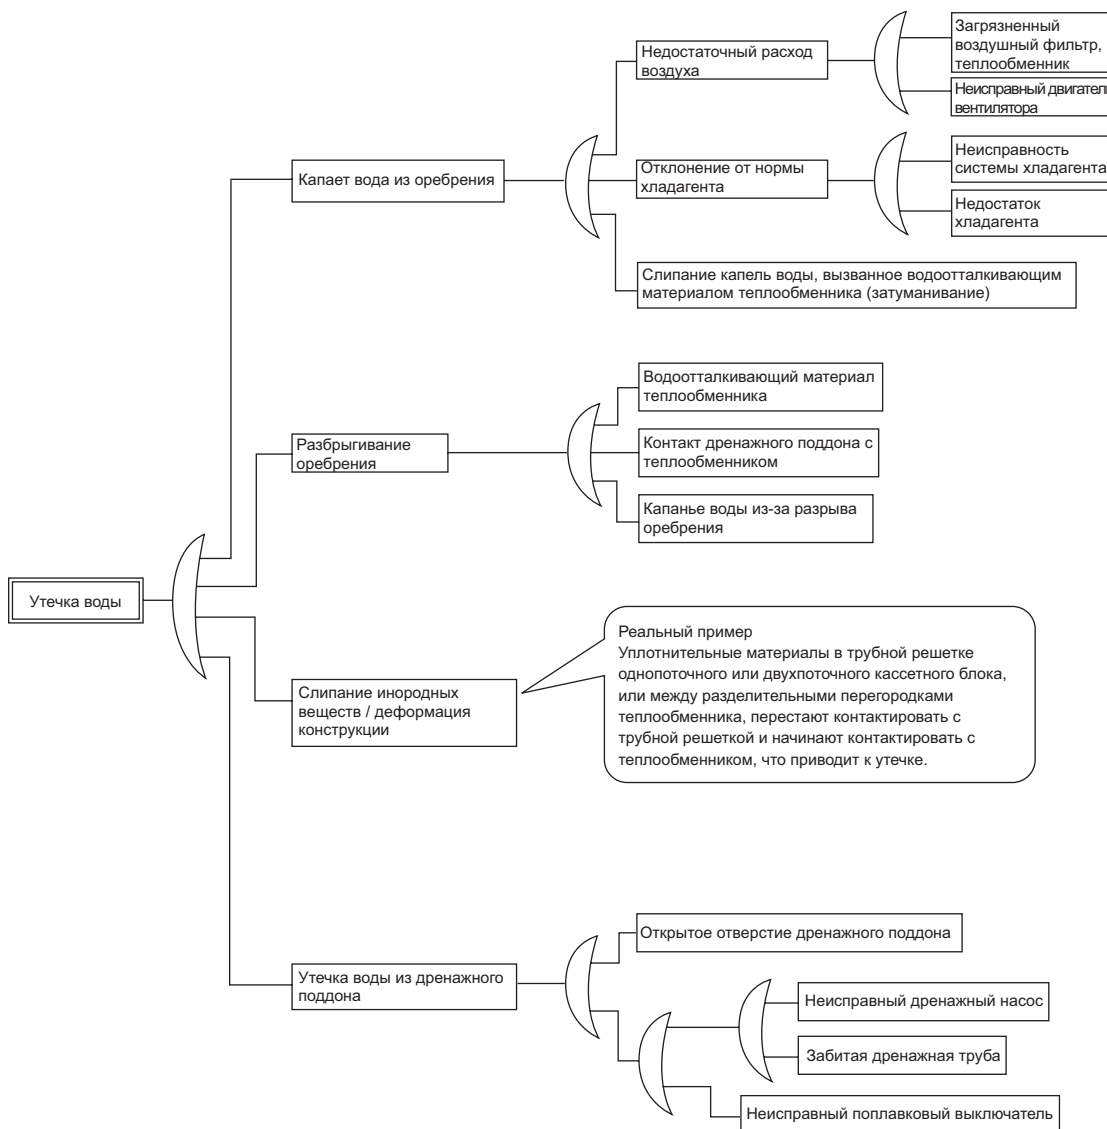 Утечка воды
Капает вода из оребрения
Недостаточный расход
воздуха
Загрязненный
воздушный фильтр,
теплообменник
Неисправный двигатель
вентилятора
Отклонение от нормы
хладагента
Неисправность
системы хладагента
Недостаток
хладагента
Слипание капель воды, вызванное водоотталкивающим
материалом теплообменника (затуманивание)
Разбрыгивание
оребрения
Водоотталкивающий материал
теплообменника
Контакт дренажного поддона с
теплообменником
Капанье воды из-за разрыва
оребрения
Слипание инородных
веществ / деформация
конструкции
Реальный пример
Уплотнительные материалы в трубной решетке
однопоточного или двухпоточного кассетного блока,
или между разделительными перегородками
теплообменника, перестают контактировать с
трубной решеткой и начинают контактировать с
теплообменником, что приводит к утечке.
Утечка воды из дренажного
поддона
Открытое отверстие дренажного поддона
Неисправный дренажный насос
Забитая дренажная труба
Неисправный поплавковый выключатель